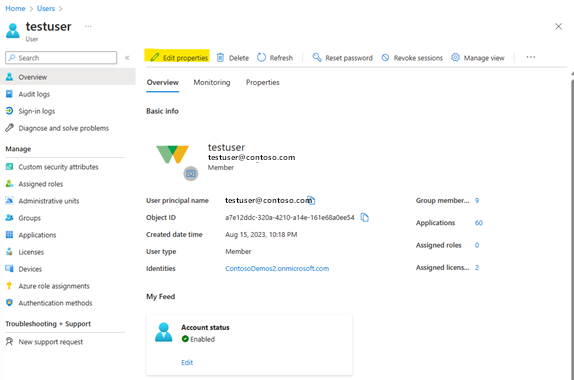 Home > Users >
testuser ...
User
Search
Overview
Audit logs
Sign-in logs
Diagnose and solve problems
Manage
Custom security attributes
Assigned roles
Administrative units
Groups
Applications
Licenses
Devices
Azure role assignments
Authentication methods
Troubleshooting + Support
New support request
Edit properties Delete Refresh Reset password Revoke sessions Manage view ...
Overview Monitoring Properties
Basic info
testuser
testuser@contoso.com
Member
User principal name testuser@contoso.com Group member... 9
Object ID a7e12ddc-320a-4210-a14e-161e68a0ee54 Applications 60
Created date time Aug 15, 2023, 10:18 PM Assigned roles 0
User type Member Assigned licens... 2
Identities ContosoDemos2.onmicrosoft.com
My Feed
Account status
Enabled
Edit